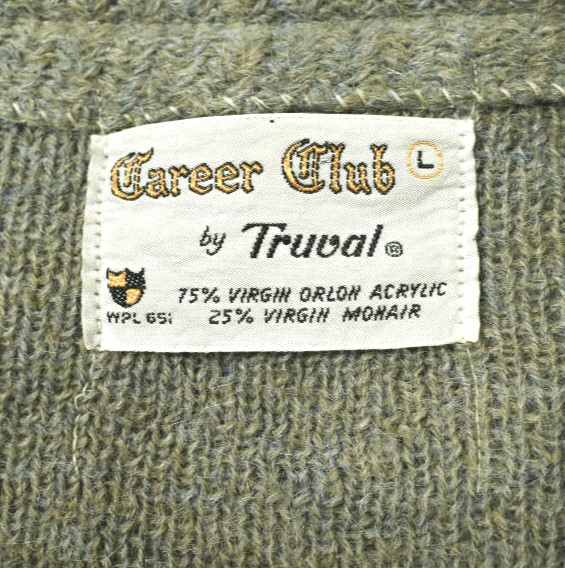 Career Club L
by Truval®
75% VIRGIN ORLON ACRYLIC
WPL 651 25% VIRGIN MOHAIR